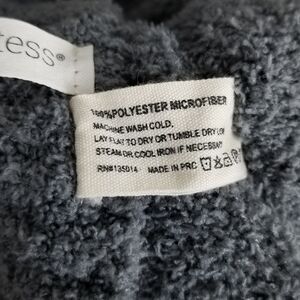 tess®
100%POLYESTER MICROFIBER
MACHINE WASH COLD.
LAY FLAT TO DRY OR TUMBLE DRY LOW
STEAM OR COOL IRON IF NECESSARY
RN#135014 MADE IN PRC